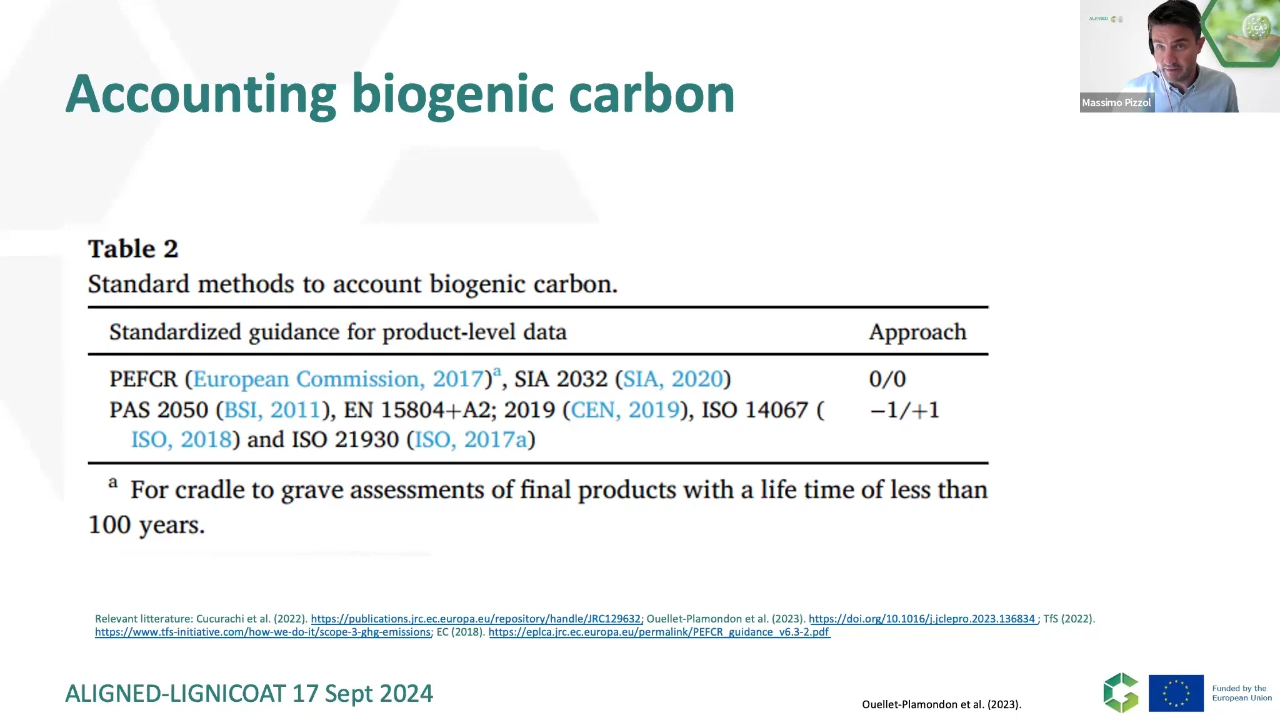 Accounting biogenic carbon
Massimo Pizzol
Table 2
Standard methods to account biogenic carbon.
Standardized guidance for product-level data Approach
PEFCR (European Commission, 2017)ᵃ, SIA 2032 (SIA, 2020) 0/0
PAS 2050 (BSI, 2011), EN 15804+A2; 2019 (CEN, 2019), ISO 14067 ( −1/+1
ISO, 2018) and ISO 21930 (ISO, 2017a)
ᵃ For cradle to grave assessments of final products with a life time of less than
100 years.
Relevant litterature: Cucurachi et al. (2022). https://publications.jrc.ec.europa.eu/repository/handle/JRC129632; Ouellet-Plamondon et al. (2023). https://doi.org/10.1016/j.jclepro.2023.136834 ; TfS (2022).
https://www.tfs-initiative.com/how-we-do-it/scope-3-ghg-emissions; EC (2018). https://eplca.jrc.ec.europa.eu/permalink/PEFCR_guidance_v6.3-2.pdf
ALIGNED-LIGNICOAT 17 Sept 2024
Ouellet-Plamondon et al. (2023).
Funded by the
European Union